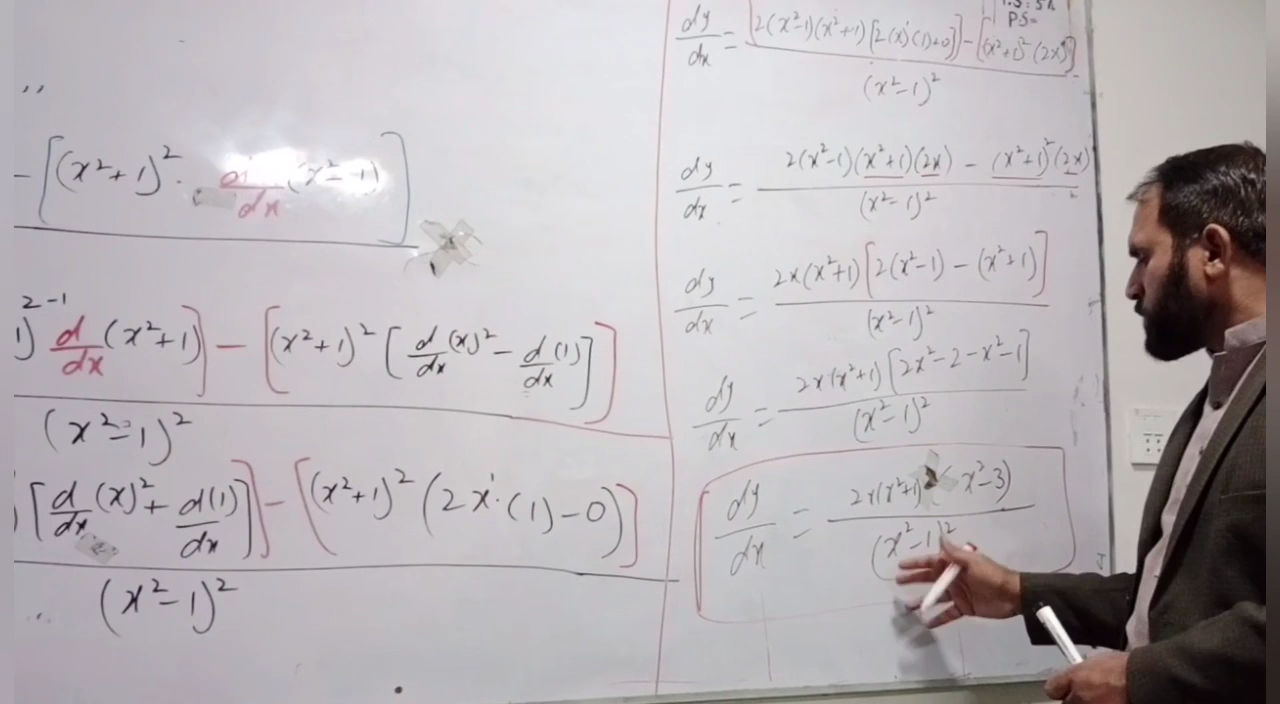 ,,
- [(x²+1)² · d/dx (x²-1)]
1)²⁻¹ d/dx (x²+1)] - [(x²+1)² [d/dx (x)² - d/dx (1)]]
(x²-1)²
) [d/dx (x)² + d(1)/dx]] - [(x²+1)² (2x¹·(1)-0)]
(x²-1)²
P.S=
dy/dx = [2(x²-1)(x²+1)[2(x)¹(1)+0]] - [(x²+1)²(2x)]
(x²-1)²
dy/dx = 2(x²-1)(x²+1)(2x) - (x²+1)²(2x)
(x²-1)²
dy/dx = 2x(x²+1)[2(x²-1) - (x²+1)]
(x²-1)²
dy/dx = 2x(x²+1)[2x²-2-x²-1]
(x²-1)²
dy/dx = 2x(x²+1)(x²-3)
(x²-1)²